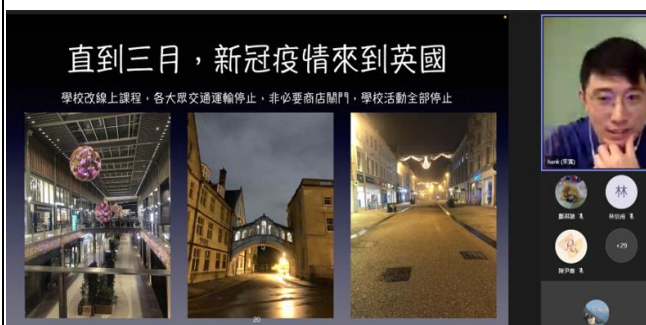 直到三月，新冠疫情來到英國
學校改線上課程，各大眾交通運輸停止，非必要商店關門，學校活動全部停止
20
hank
林
+29